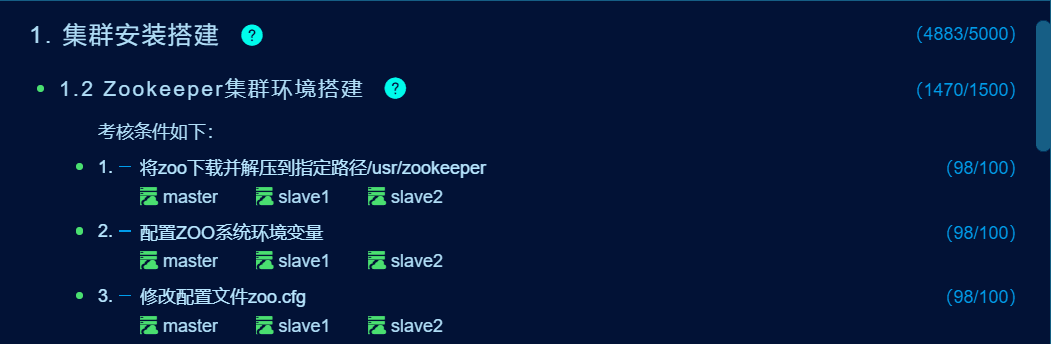 1. 集群安装搭建 ? (4883/5000)
1.2 Zookeeper集群环境搭建 ? (1470/1500)
考核条件如下:
1. 将zoo下载并解压到指定路径/usr/zookeeper (98/100)
master slave1 slave2
2. 配置ZOO系统环境变量 (98/100)
master slave1 slave2
3. 修改配置文件zoo.cfg (98/100)
master slave1 slave2